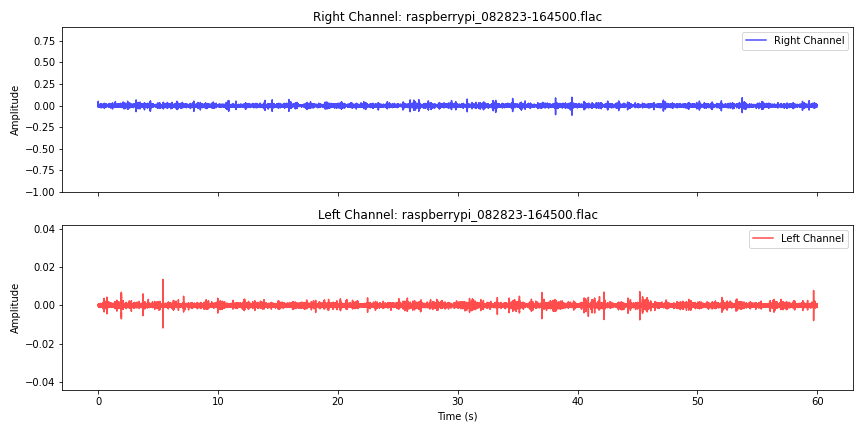 Right Channel: raspberrypi_082823-164500.flac
Right Channel
Amplitude
0.75
0.50
0.25
0.00
−0.25
−0.50
−0.75
−1.00
Left Channel: raspberrypi_082823-164500.flac
Left Channel
Amplitude
0.04
0.02
0.00
−0.02
−0.04
0 10 20 30 40 50 60
Time (s)